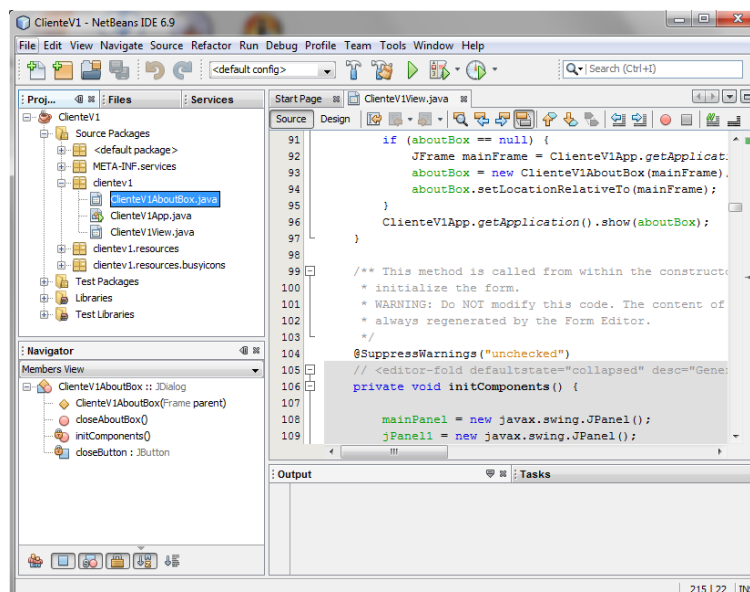 ClienteV1 - NetBeans IDE 6.9
File Edit View Navigate Source Refactor Run Debug Profile Team Tools Window Help
<default config>
Search (Ctrl+I)
Proj... Files Services
ClienteV1
Source Packages
<default package>
META-INF.services
clientev1
ClienteV1AboutBox.java
ClienteV1App.java
ClienteV1View.java
clientev1.resources
clientev1.resources.busyicons
Test Packages
Libraries
Test Libraries
Navigator
Members View
ClienteV1AboutBox :: JDialog
ClienteV1AboutBox(Frame parent)
closeAboutBox()
initComponents()
closeButton : JButton
Start Page ClienteV1View.java
Source Design
91 if (aboutBox == null) {
92 JFrame mainFrame = ClienteV1App.getApplicat
93 aboutBox = new ClienteV1AboutBox(mainFrame)
94 aboutBox.setLocationRelativeTo(mainFrame);
95 }
96 ClienteV1App.getApplication().show(aboutBox);
97 }
98
99 /** This method is called from within the construct
100 * initialize the form.
101 * WARNING: Do NOT modify this code. The content of
102 * always regenerated by the Form Editor.
103 */
104 @SuppressWarnings("unchecked")
105 // <editor-fold defaultstate="collapsed" desc="Gene
106 private void initComponents() {
107
108 mainPanel = new javax.swing.JPanel();
109 jPanel1 = new javax.swing.JPanel();
Output Tasks
215 | 22 IN